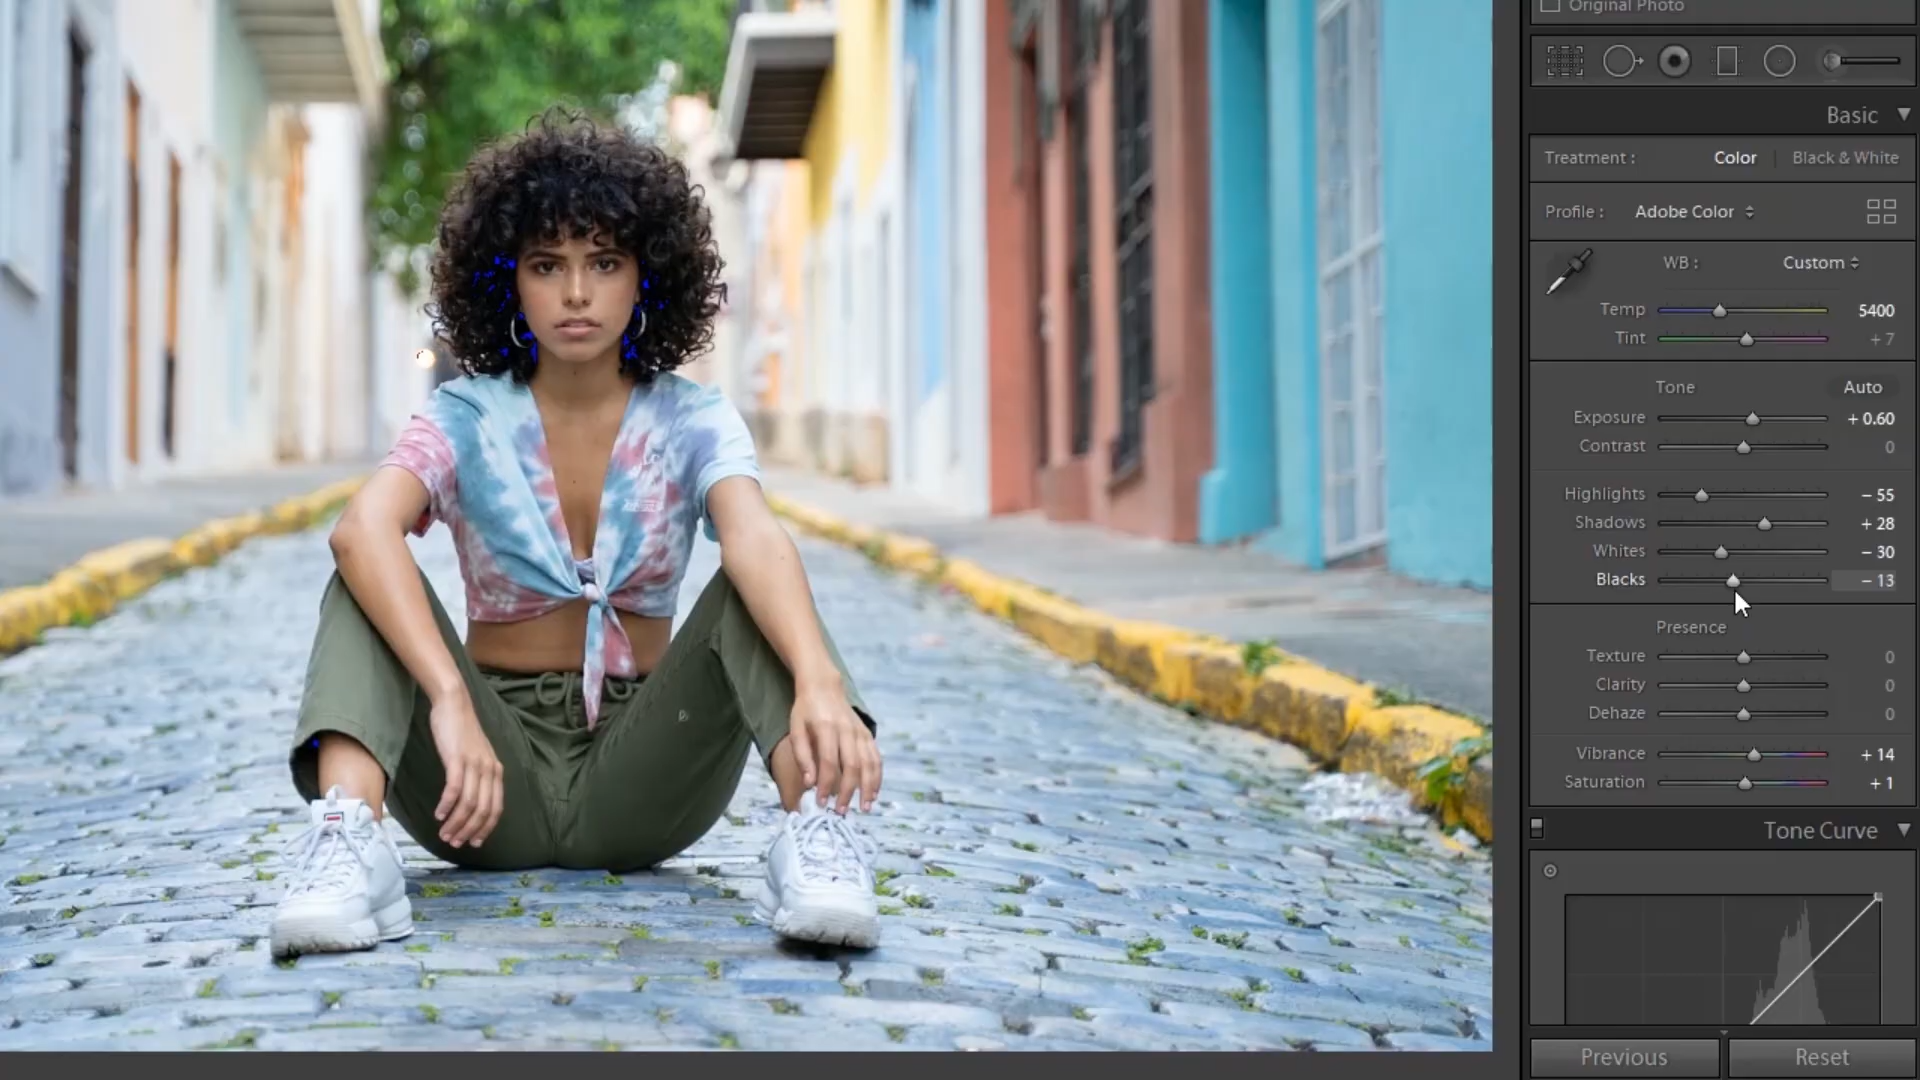 Original Photo
Basic
Treatment : Color Black & White
Profile : Adobe Color
WB : Custom
Temp 5400
Tint + 7
Tone Auto
Exposure + 0.60
Contrast 0
Highlights − 55
Shadows + 28
Whites − 30
Blacks − 13
Presence
Texture 0
Clarity 0
Dehaze 0
Vibrance + 14
Saturation + 1
Tone Curve
Previous Reset